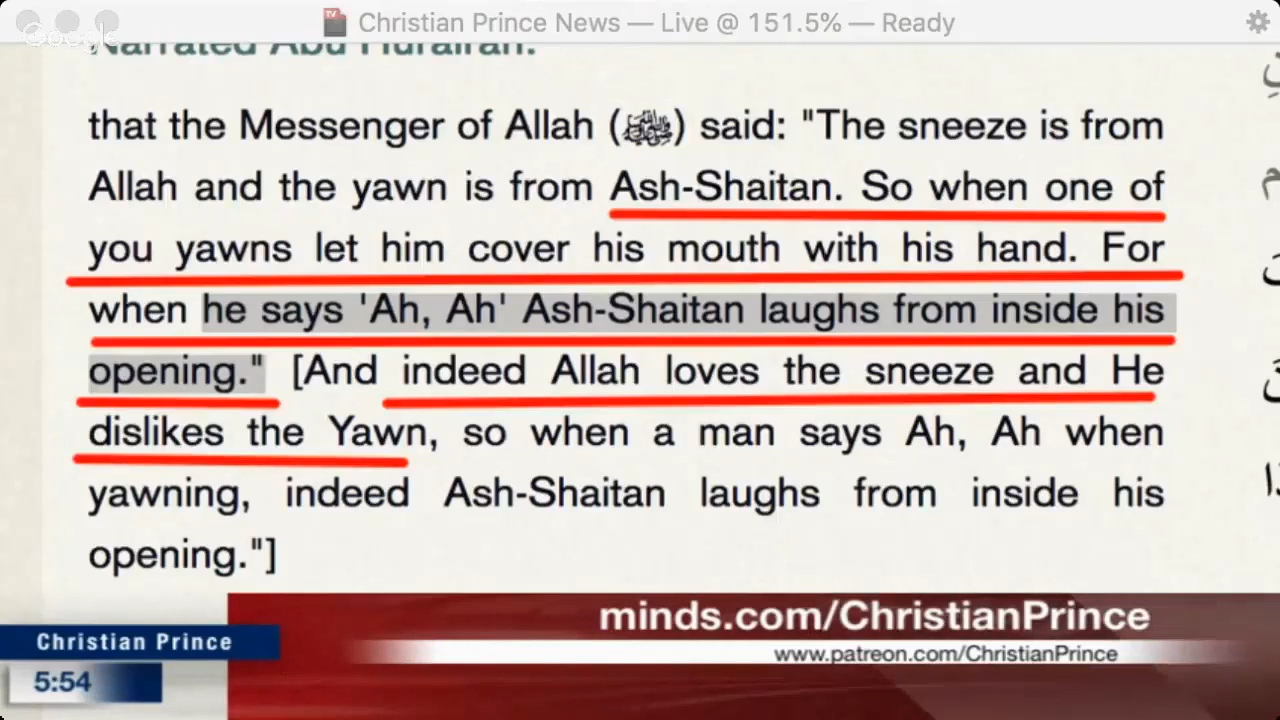 Christian Prince News — Live @ 151.5% — Ready
Google
Narrated Abu Hurairah:
that the Messenger of Allah (ﷺ) said: "The sneeze is from
Allah and the yawn is from Ash-Shaitan. So when one of
you yawns let him cover his mouth with his hand. For
when he says 'Ah, Ah' Ash-Shaitan laughs from inside his
opening." [And indeed Allah loves the sneeze and He
dislikes the Yawn, so when a man says Ah, Ah when
yawning, indeed Ash-Shaitan laughs from inside his
opening."]
minds.com/ChristianPrince
Christian Prince
www.patreon.com/ChristianPrince
5:54